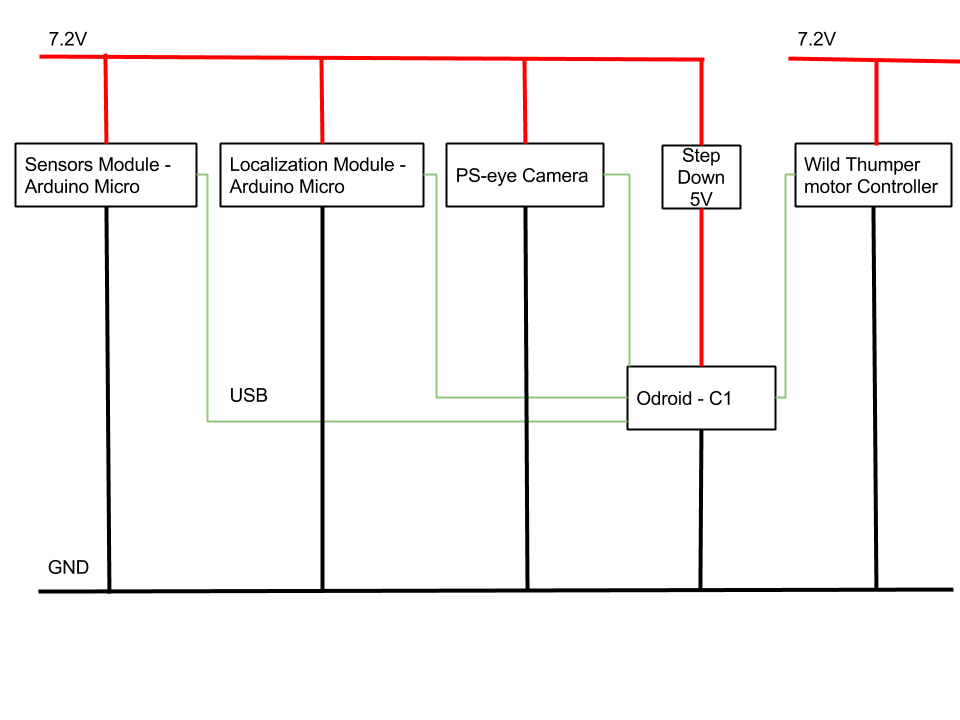 7.2V
7.2V
Sensors Module -
Arduino Micro
Localization Module -
Arduino Micro
PS-eye Camera
Step
Down
5V
Wild Thumper
motor Controller
USB
Odroid - C1
GND